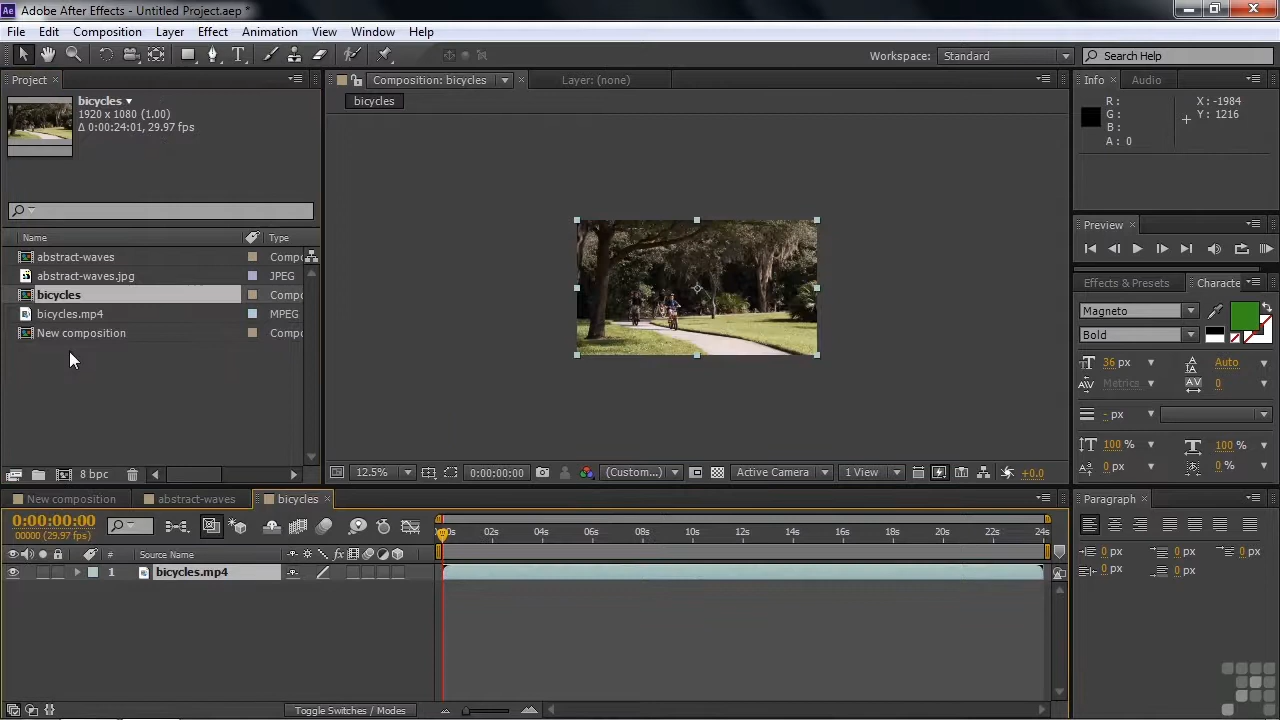 Ae Adobe After Effects - Untitled Project.aep *
File Edit Composition Layer Effect Animation View Window Help
Workspace: Standard Search Help
Project × Composition: bicycles × Layer: (none) Info × Audio
bicycles
1920 x 1080 (1.00)
Δ 0:00:24:01, 29.97 fps
bicycles
R :
G :
B :
A : 0
X : -1984
Y : 1216
Name Type
abstract-waves Compo
abstract-waves.jpg JPEG
bicycles Compo
bicycles.mp4 MPEG
New composition Compo
Preview ×
Effects & Presets Characte
Magneto
Bold
36 px Auto
Metrics 0
- px
100 % 100 %
0 px 0 %
8 bpc
12.5% 0:00:00:00 (Custom...) Active Camera 1 View +0.0
New composition abstract-waves bicycles × Paragraph ×
0:00:00:00
00000 (29.97 fps)
02s 04s 06s 08s 10s 12s 14s 16s 18s 20s 22s 24s
# Source Name fx
1 bicycles.mp4
0 px 0 px 0 px
0 px 0 px
Toggle Switches / Modes